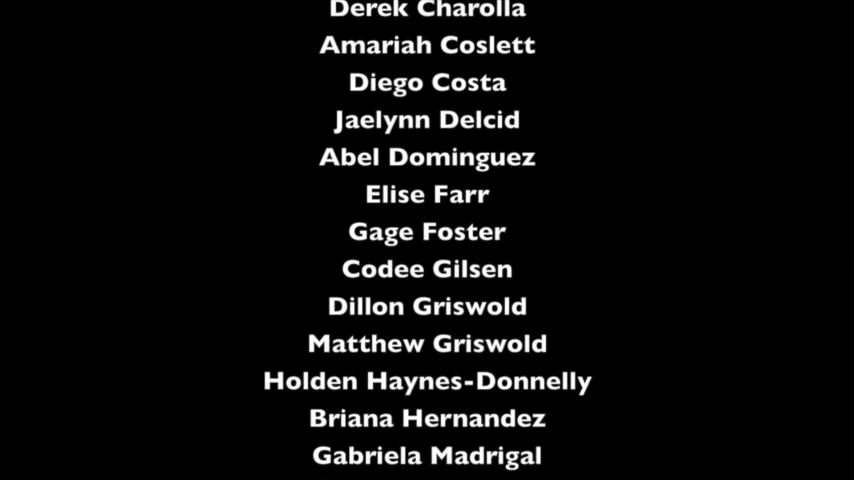 Derek Charolla
Amariah Coslett
Diego Costa
Jaelynn Delcid
Abel Dominguez
Elise Farr
Gage Foster
Codee Gilsen
Dillon Griswold
Matthew Griswold
Holden Haynes-Donnelly
Briana Hernandez
Gabriela Madrigal